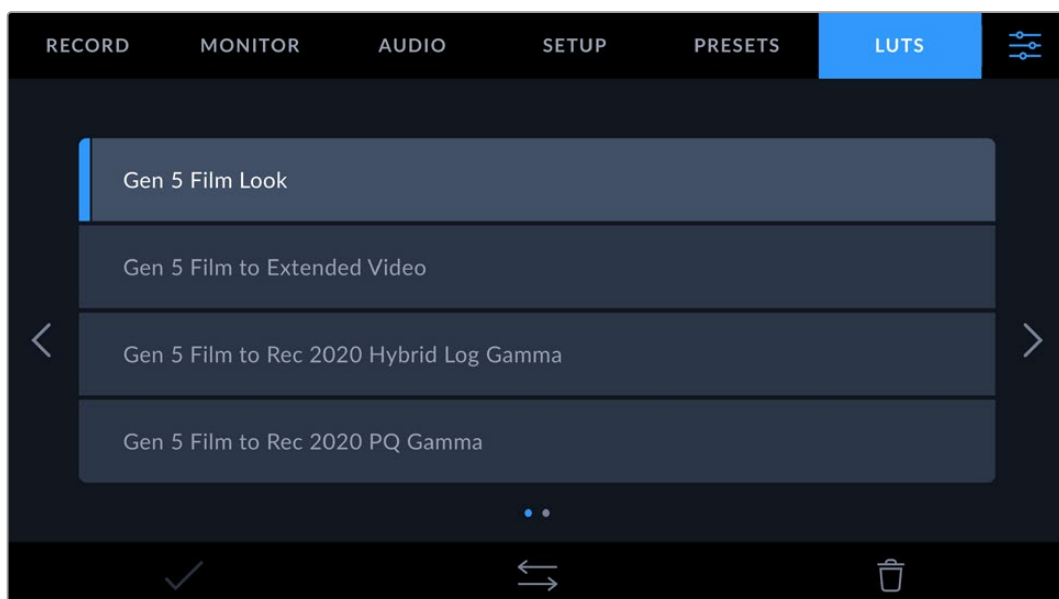 RECORD MONITOR AUDIO SETUP PRESETS LUTS
Gen 5 Film Look
Gen 5 Film to Extended Video
Gen 5 Film to Rec 2020 Hybrid Log Gamma
Gen 5 Film to Rec 2020 PQ Gamma